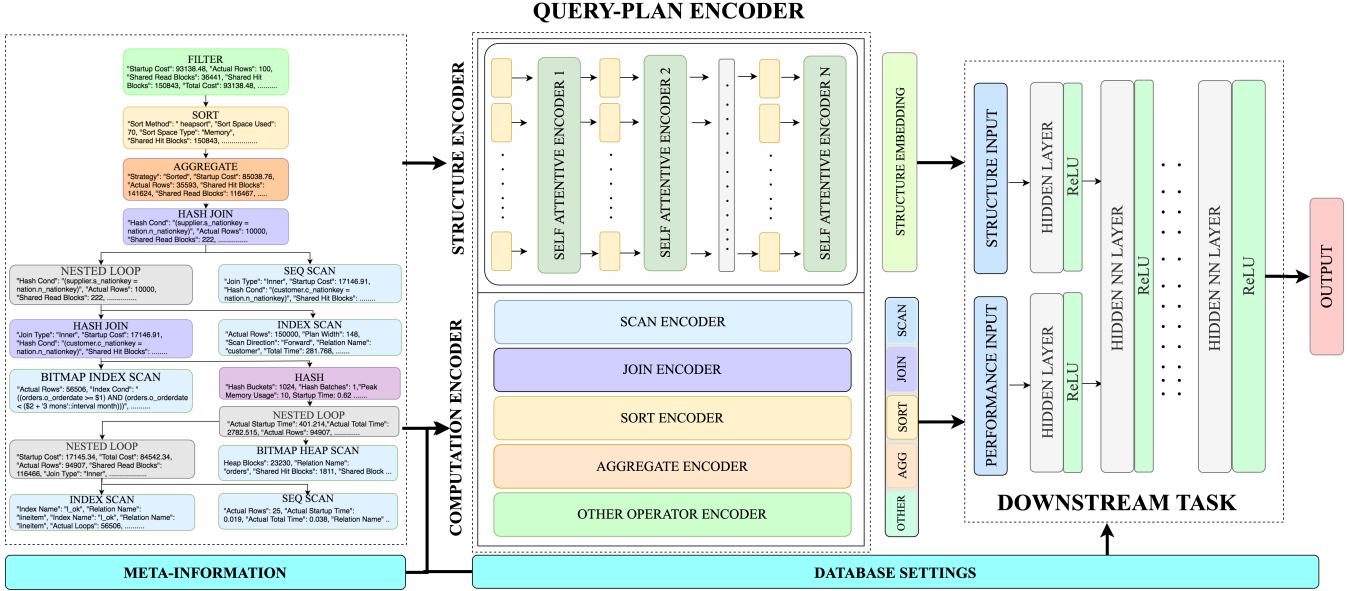 QUERY-PLAN ENCODER
FILTER
"Startup Cost": 93138.48, "Actual Rows": 100,
"Shared Read Blocks": 36441, "Shared Hit
Blocks": 150843, "Total Cost": 93138.48, ..........
SORT
"Sort Method": " heapsort", "Sort Space Used":
70, "Sort Space Type": "Memory",
"Shared Hit Blocks": 150843, ..................
AGGREGATE
"Strategy": "Sorted", "Startup Cost": 85038.76,
"Actual Rows": 35593, "Shared Hit Blocks":
141624, "Shared Read Blocks": 116467, .....
HASH JOIN
"Hash Cond": "(supplier.s_nationkey =
nation.n_nationkey)", "Actual Rows": 10000,
"Shared Read Blocks": 222, ...............
NESTED LOOP
"Hash Cond": "(supplier.s_nationkey =
nation.n_nationkey)", "Actual Rows": 10000,
"Shared Read Blocks": 222, ...............
SEQ SCAN
"Join Type": "Inner", "Startup Cost": 17146.91,
"Hash Cond": "(customer.c_nationkey =
nation.n_nationkey)", "Shared Hit Blocks": ........
HASH JOIN
"Join Type": "Inner", "Startup Cost": 17146.91,
"Hash Cond": "(customer.c_nationkey =
nation.n_nationkey)", "Shared Hit Blocks": ........
INDEX SCAN
"Actual Rows": 150000, "Plan Width": 148,
"Scan Direction": "Forward", "Relation Name":
"customer", "Total Time": 281.768, .......
BITMAP INDEX SCAN
"Actual Rows": 56506, "Index Cond": "
((orders.o_orderdate >= $1) AND (orders.o_orderdate
< ($2 + '3 mons'::interval month)))", ..........
HASH
"Hash Buckets": 1024, "Hash Batches": 1,"Peak
Memory Usage": 10, Startup Time: 0.62 .......
NESTED LOOP
"Actual Startup Time": 401.214,"Actual Total Time":
2782.515, "Actual Rows": 94907, .............
NESTED LOOP
"Startup Cost": 17145.34, "Total Cost": 84542.34,
"Actual Rows": 94907, "Shared Read Blocks":
116466, "Join Type": "Inner", ...................
BITMAP HEAP SCAN
Heap Blocks": 23230, "Relation Name":
"orders", "Shared Hit Blocks": 1811, "Shared Block ...
INDEX SCAN
"Index Name": "l_ok", "Relation Name":
"lineitem", "Index Name": "l_ok", "Relation Name":
"lineitem", "Actual Loops": 56506, ..........
SEQ SCAN
"Actual Rows": 25, "Actual Startup Time":
0.019, "Actual Total Time": 0.038, "Relation Name" ..
META-INFORMATION
STRUCTURE ENCODER
SELF ATTENTIVE ENCODER 1
SELF ATTENTIVE ENCODER 2
SELF ATTENTIVE ENCODER N
COMPUTATION ENCODER
SCAN ENCODER
JOIN ENCODER
SORT ENCODER
AGGREGATE ENCODER
OTHER OPERATOR ENCODER
STRUCTURE EMBEDDING
SCAN
JOIN
SORT
AGG
OTHER
STRUCTURE INPUT
HIDDEN LAYER
ReLU
PERFORMANCE INPUT
HIDDEN LAYER
ReLU
HIDDEN NN LAYER
ReLU
HIDDEN NN LAYER
ReLU
DOWNSTREAM TASK
OUTPUT
DATABASE SETTINGS